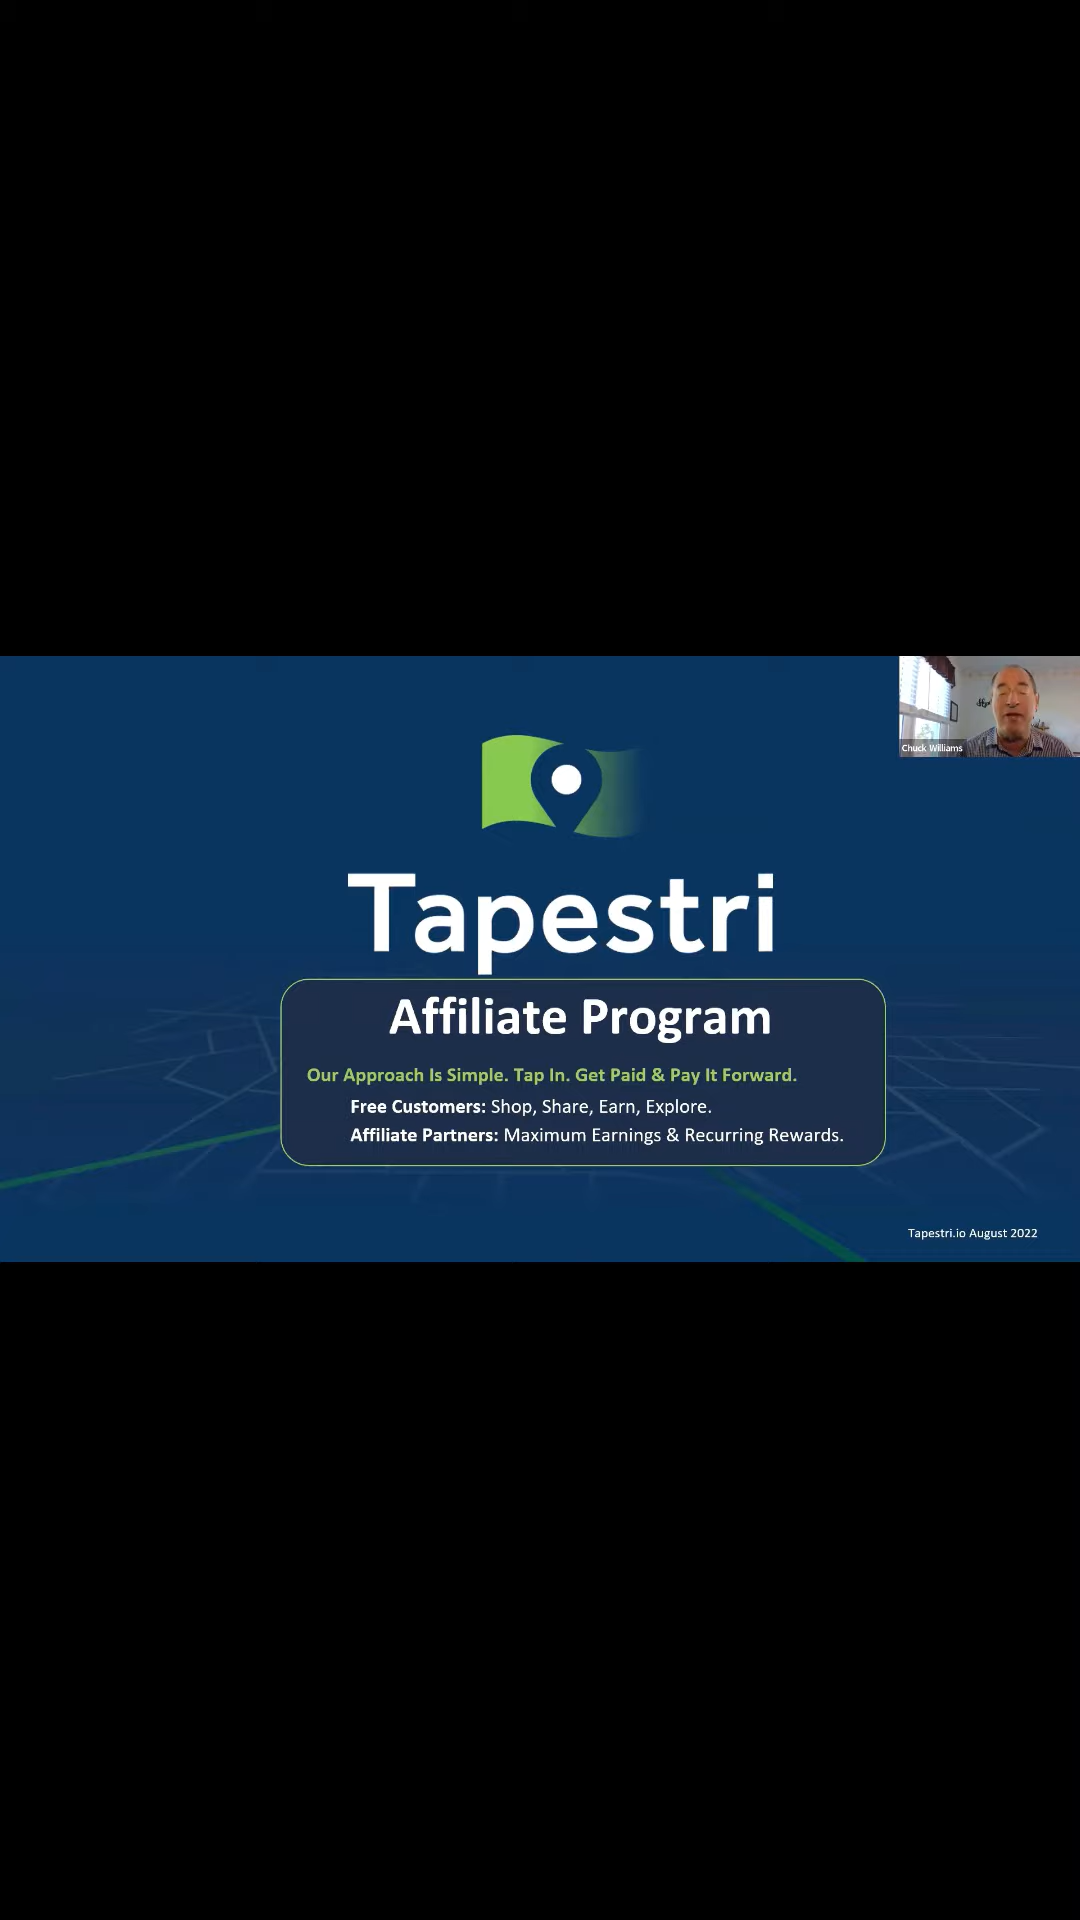 Chuck Williams
Tapestri
Affiliate Program
Our Approach Is Simple. Tap In. Get Paid & Pay It Forward.
Free Customers: Shop, Share, Earn, Explore.
Affiliate Partners: Maximum Earnings & Recurring Rewards.
Tapestri.io August 2022